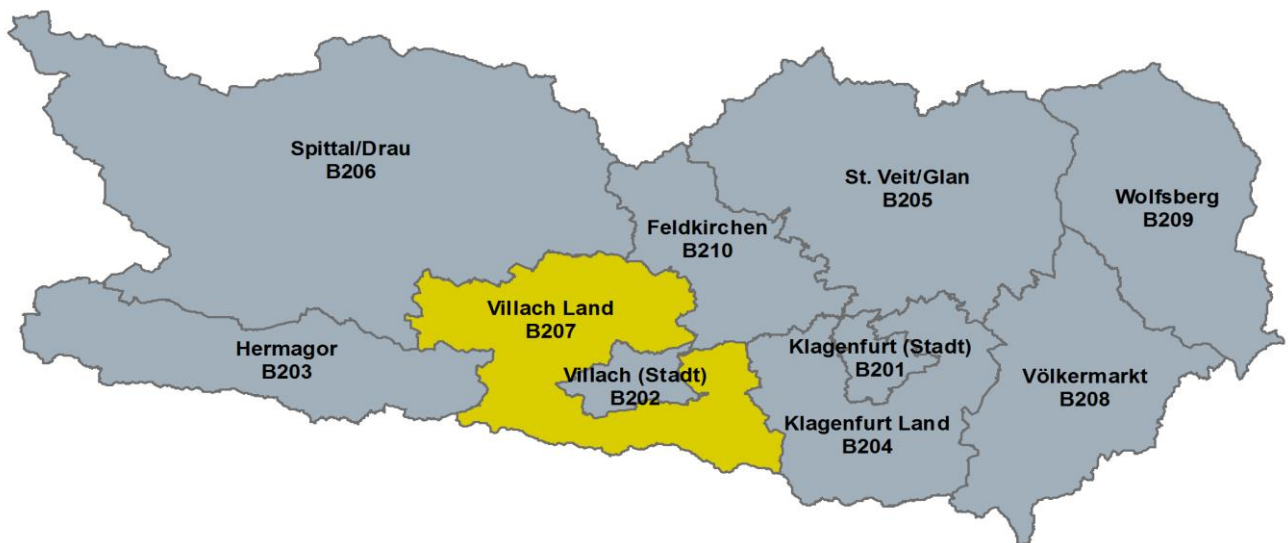 Spittal/Drau
B206
St. Veit/Glan
B205
Wolfsberg
B209
Feldkirchen
B210
Villach Land
B207
Hermagor
B203
Klagenfurt (Stadt)
B201
Villach (Stadt)
B202
Völkermarkt
B208
Klagenfurt Land
B204